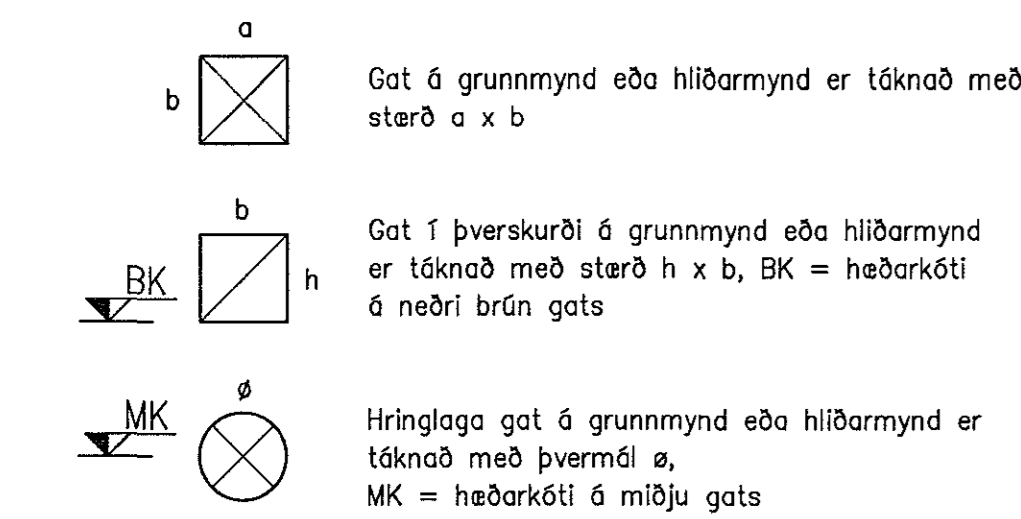 a
b
Gat á grunnmynd eða hliðarmynd er táknað með
stærð a x b
b
BK
h
Gat í þverskurði á grunnmynd eða hliðarmynd
er táknað með stærð h x b, BK = hæðarkóti
á neðri brún gats
ø
MK
Hringlaga gat á grunnmynd eða hliðarmynd er
táknað með þvermál ø,
MK = hæðarkóti á miðju gats